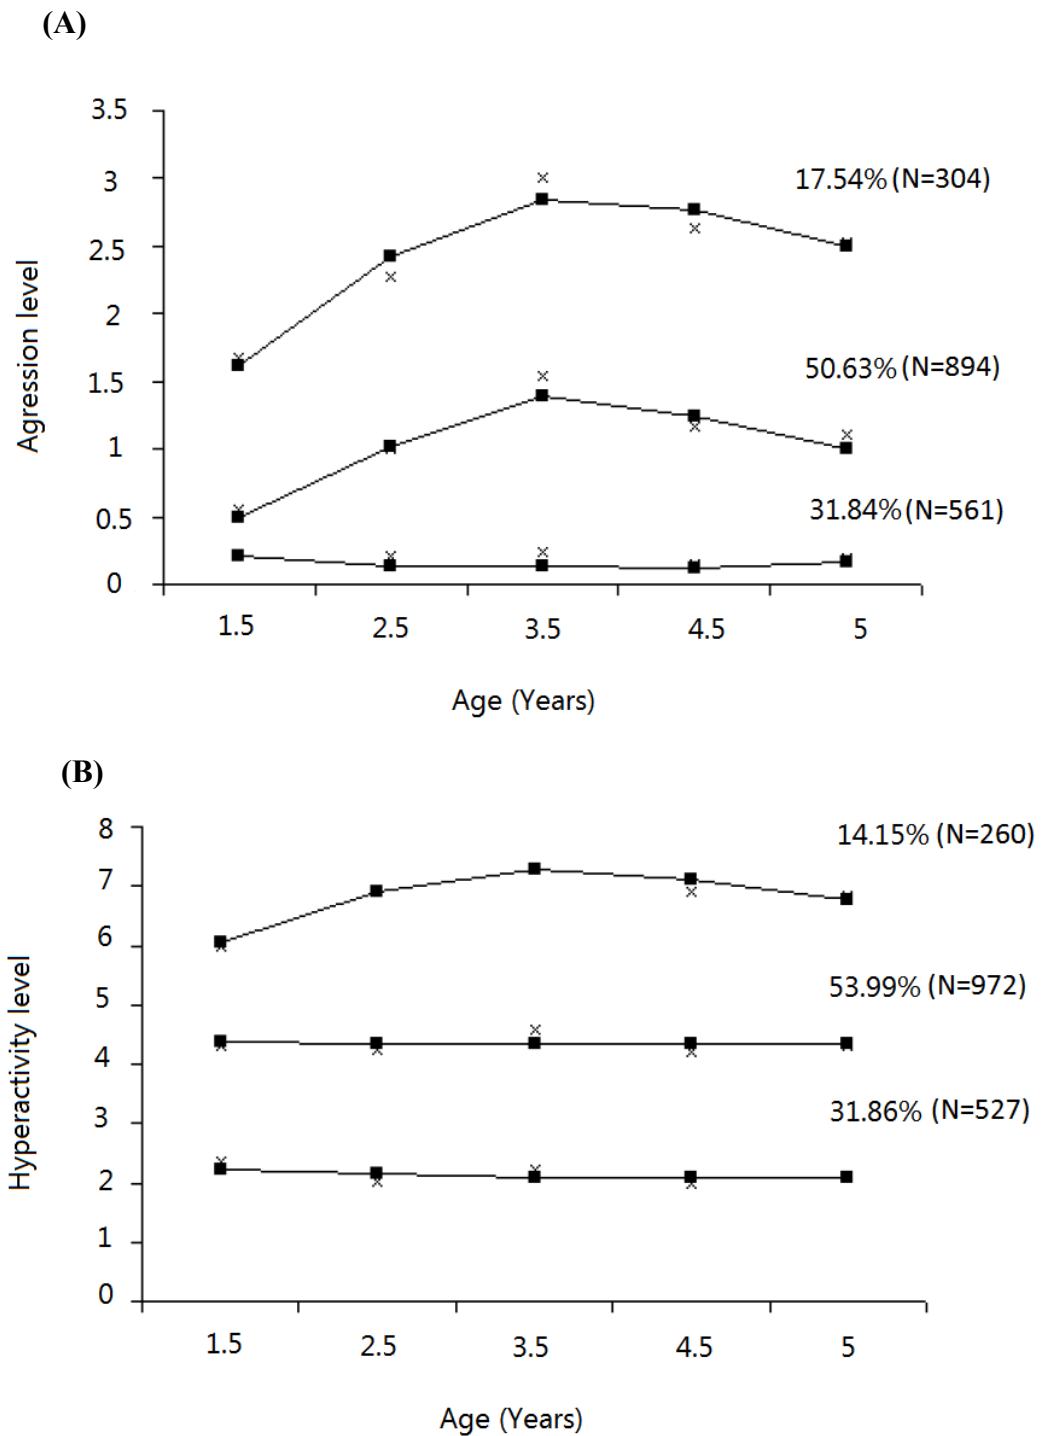 (A)
3.5
3
2.5
2
1.5
1
0.5
0
Agression level
17.54% (N=304)
50.63% (N=894)
31.84% (N=561)
1.5 2.5 3.5 4.5 5
Age (Years)
(B)
8
7
6
5
4
3
2
1
0
Hyperactivity level
14.15% (N=260)
53.99% (N=972)
31.86% (N=527)
1.5 2.5 3.5 4.5 5
Age (Years)